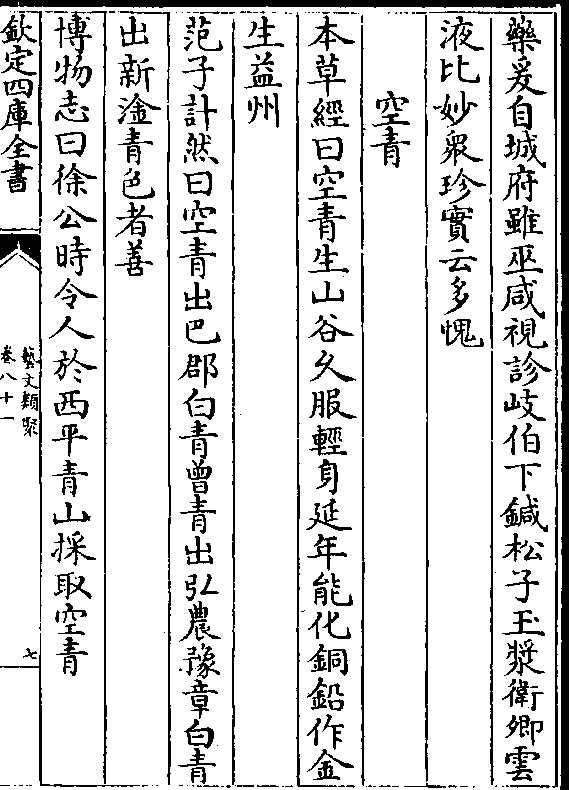 藥爰自城府雖巫咸視診岐伯下鍼松子玉漿衛卿雲
液比妙衆珍實云多愧
空青
本草經曰空青生山谷久服輕身延年能化銅鉛作金
生益州
范子計然曰空青出巴郡白青曾青出弘農豫章白青
出新淦青色者善
博物志曰徐公時令人於西平青山採取空青
欽定四庫全書
藝文類聚
卷八十一
七